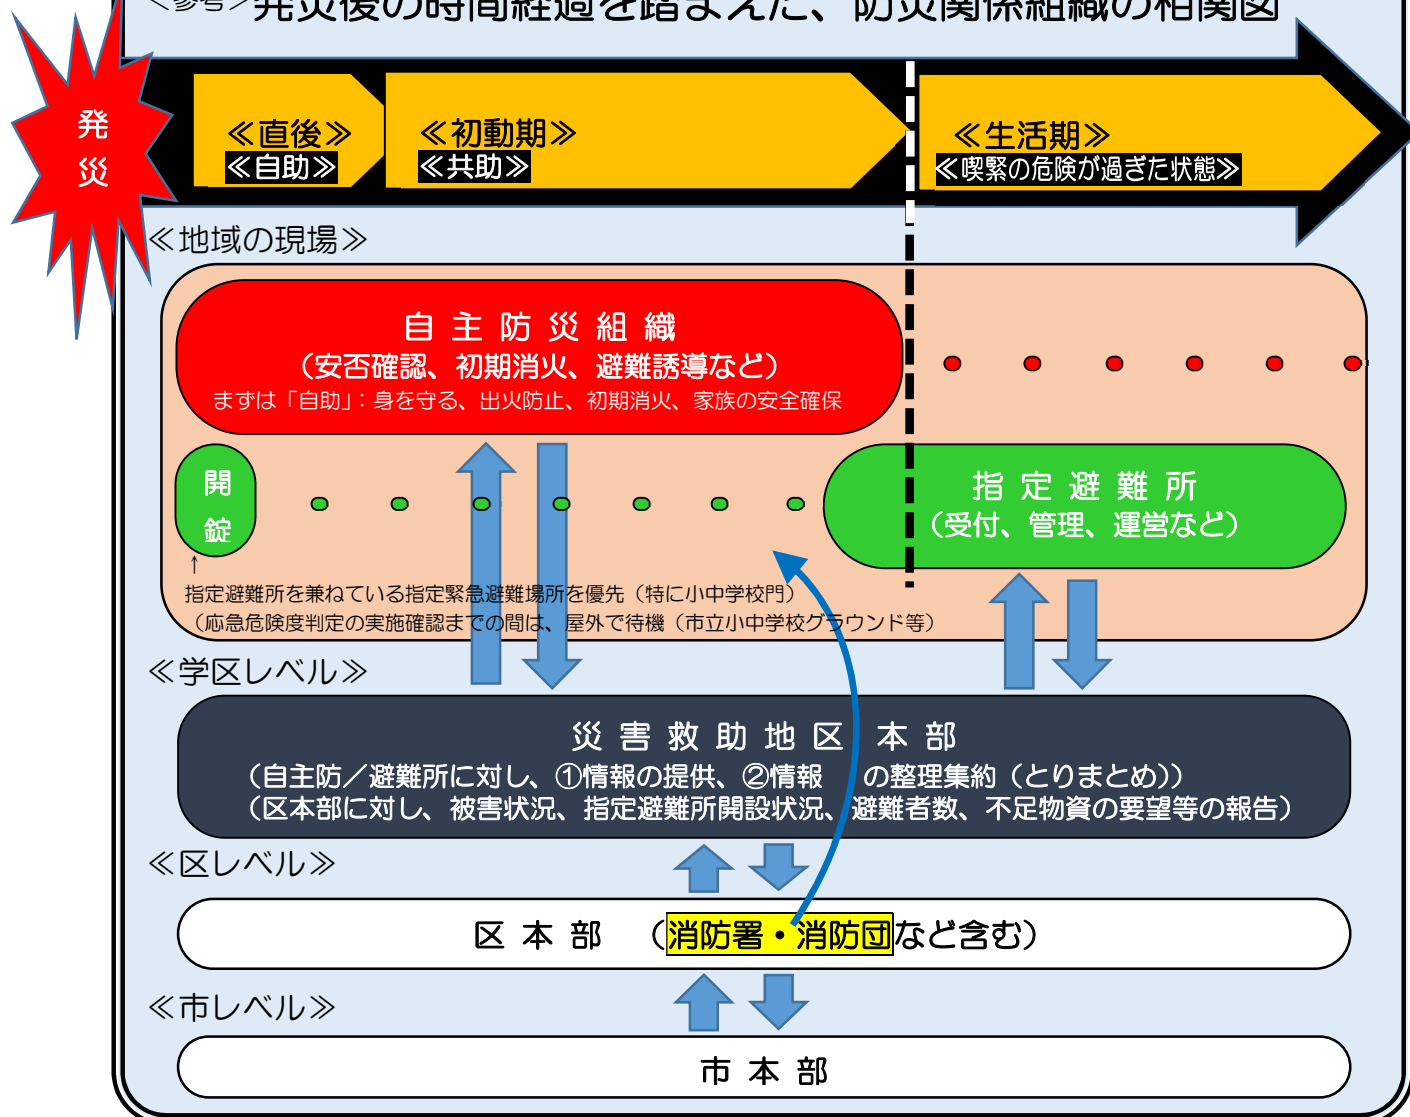 <参考>発災後の時間経過を踏まえた、防災関係組織の相関図
発
災
≪直後≫
≪自助≫
≪初動期≫
≪共助≫
≪生活期≫
≪喫緊の危険が過ぎた状態≫
≪地域の現場≫
自主防災組織
（安否確認、初期消火、避難誘導など）
まずは「自助」：身を守る、出火防止、初期消火、家族の安全確保
開
錠
指定避難所
（受付、管理、運営など）
↑
指定避難所を兼ねている指定緊急避難場所を優先（特に小中学校門）
（応急危険度判定の実施確認までの間は、屋外で待機（市立小中学校グラウンド等）
≪学区レベル≫
災害救助地区 本部
（自主防／避難所に対し、①情報の提供、②情報 の整理集約（とりまとめ））
（区本部に対し、被害状況、指定避難所開設状況、避難者数、不足物資の要望等の報告）
≪区レベル≫
区本部 （消防署・消防団など含む）
≪市レベル≫
市本部